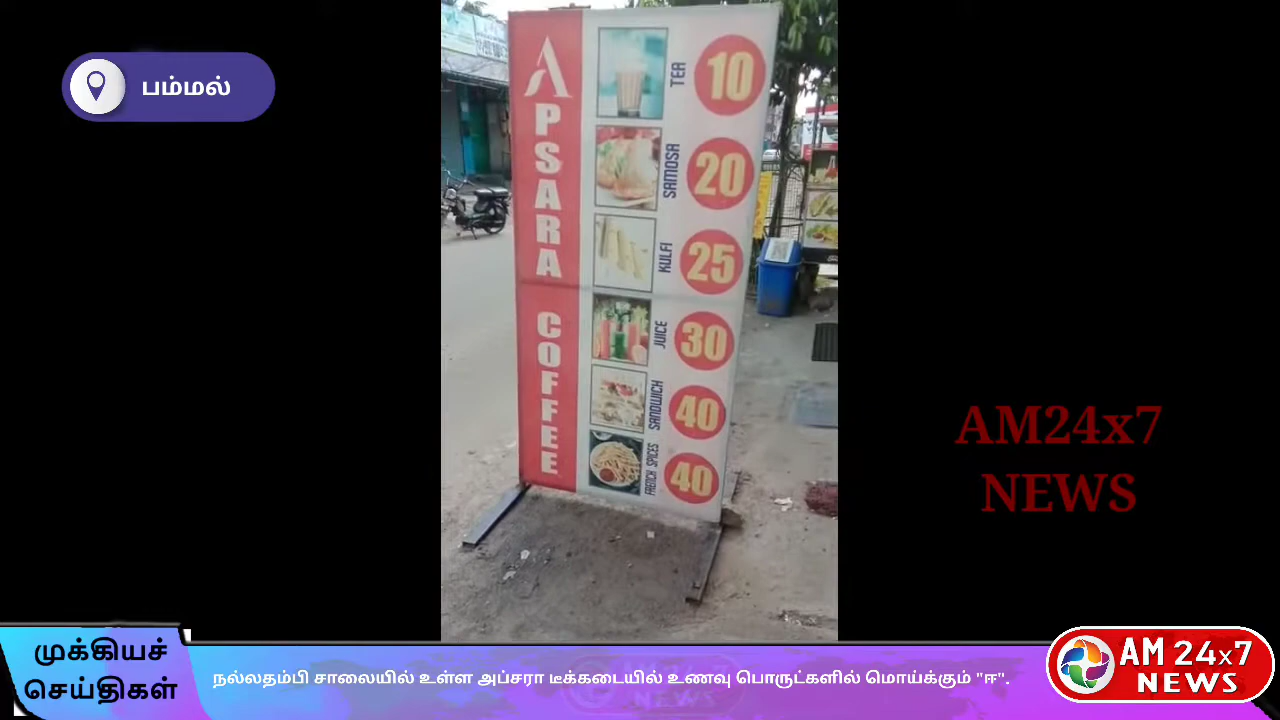 பம்மல்
APSARA COFFEE
TEA 10
SAMOSA 20
KULFI 25
JUICE 30
SANDWICH 40
FRENCH SPICES 40
AM24x7
NEWS
முக்கியச்
செய்திகள்
நல்லதம்பி சாலையில் உள்ள அப்சரா டீக்கடையில் உணவு பொருட்களில் மொய்க்கும் "ஈ".
AM 24x7
NEWS